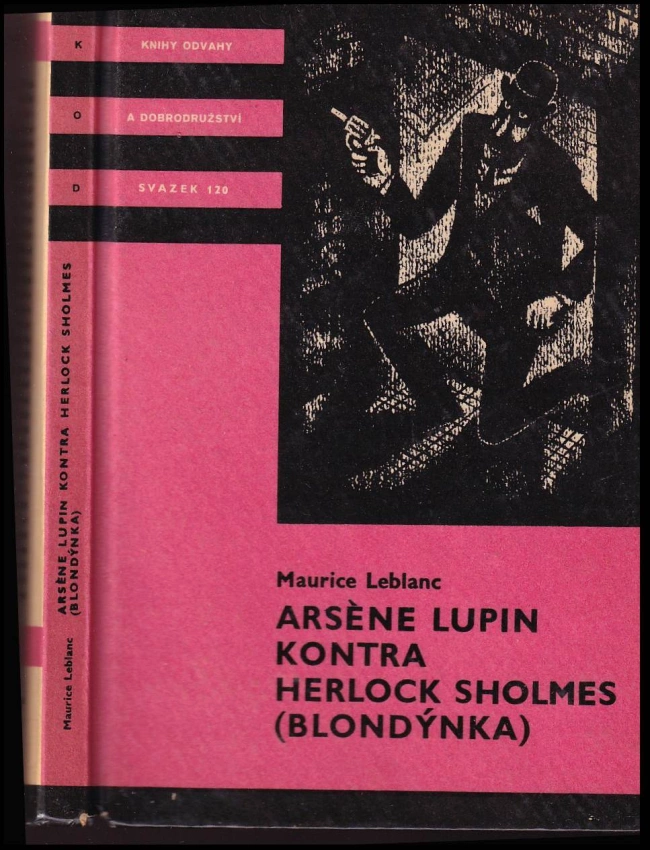 K
KNIHY ODVAHY
O
A DOBRODRUŽSTVÍ
D
SVAZEK 120
ARSÈNE LUPIN KONTRA HERLOCK SHOLMES
(BLONDÝNKA)
Maurice Leblanc
Maurice Leblanc
ARSÈNE LUPIN
KONTRA
HERLOCK SHOLMES
(BLONDÝNKA)